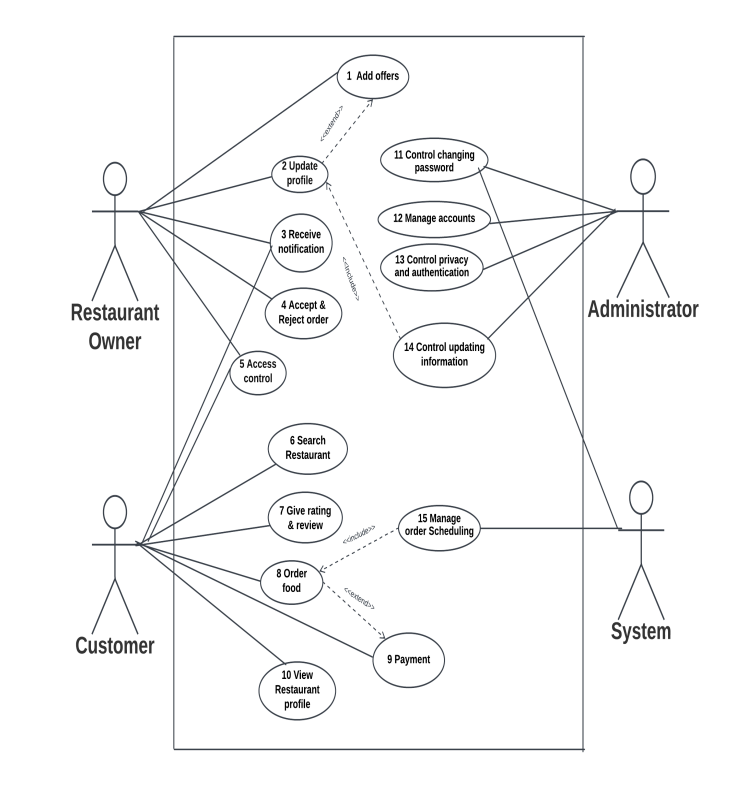 1 Add offers
<<extend>>
2 Update
profile
11 Control changing
password
3 Receive
notification
12 Manage accounts
13 Control privacy
and authentication
<<include>>
4 Accept &
Reject order
Restaurant
Owner
Administrator
14 Control updating
information
5 Access
control
6 Search
Restaurant
7 Give rating
& review
15 Manage
order Scheduling
<<include>>
8 Order
food
<<extend>>
Customer
System
9 Payment
10 View
Restaurant
profile